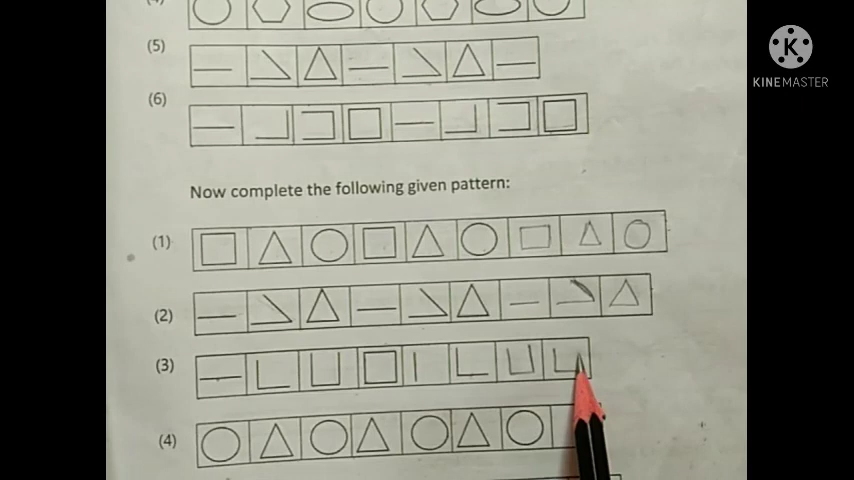 (5)
K
KINEMASTER
(6)
Now complete the following given pattern:
(1)
(2)
(3)
(4)